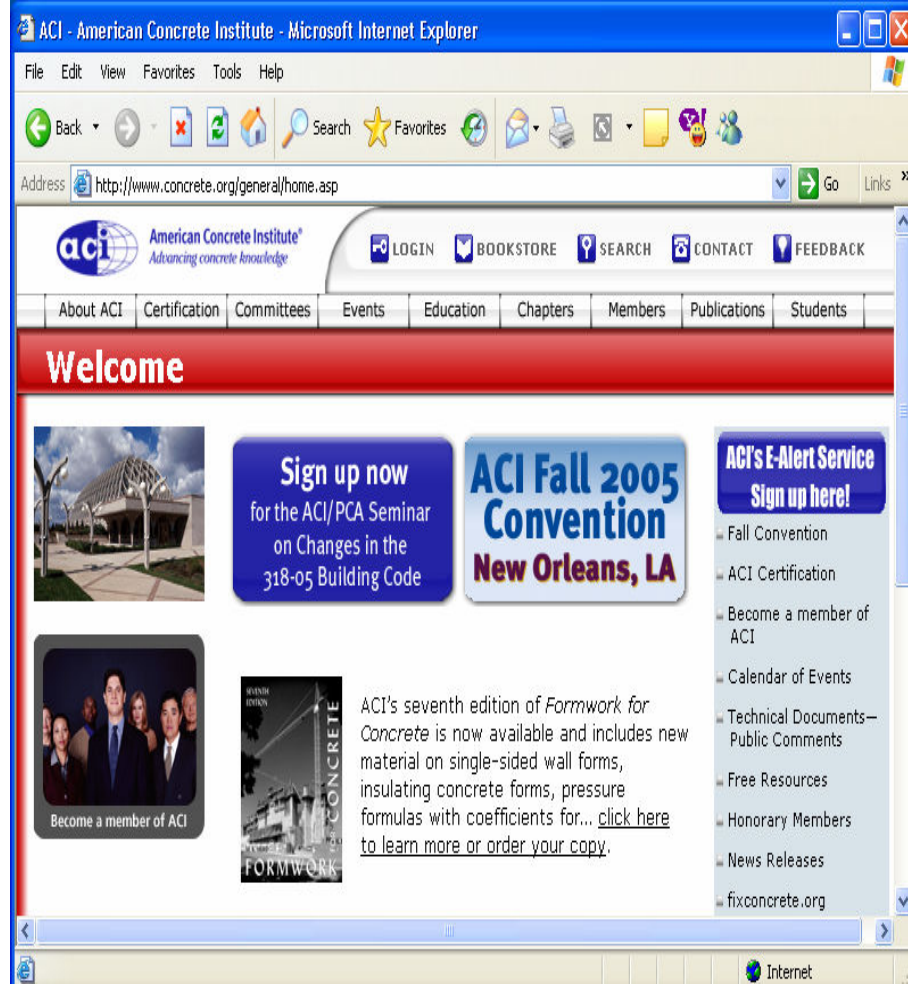 ACI - American Concrete Institute - Microsoft Internet Explorer
File Edit View Favorites Tools Help
Back Search Favorites
Address http://www.concrete.org/general/home.asp Go Links »
aci American Concrete Institute®
Advancing concrete knowledge
LOGIN BOOKSTORE SEARCH CONTACT FEEDBACK
About ACI Certification Committees Events Education Chapters Members Publications Students
Welcome
Sign up now
for the ACI/PCA Seminar
on Changes in the
318-05 Building Code
ACI Fall 2005
Convention
New Orleans, LA
Become a member of ACI
SEVENTH
EDITION
FORMWORK
FOR
CONCRETE
ACI's seventh edition of Formwork for
Concrete is now available and includes new
material on single-sided wall forms,
insulating concrete forms, pressure
formulas with coefficients for... click here
to learn more or order your copy.
ACI's E-Alert Service
Sign up here!
Fall Convention
ACI Certification
Become a member of
ACI
Calendar of Events
Technical Documents—
Public Comments
Free Resources
Honorary Members
News Releases
fixconcrete.org
Internet